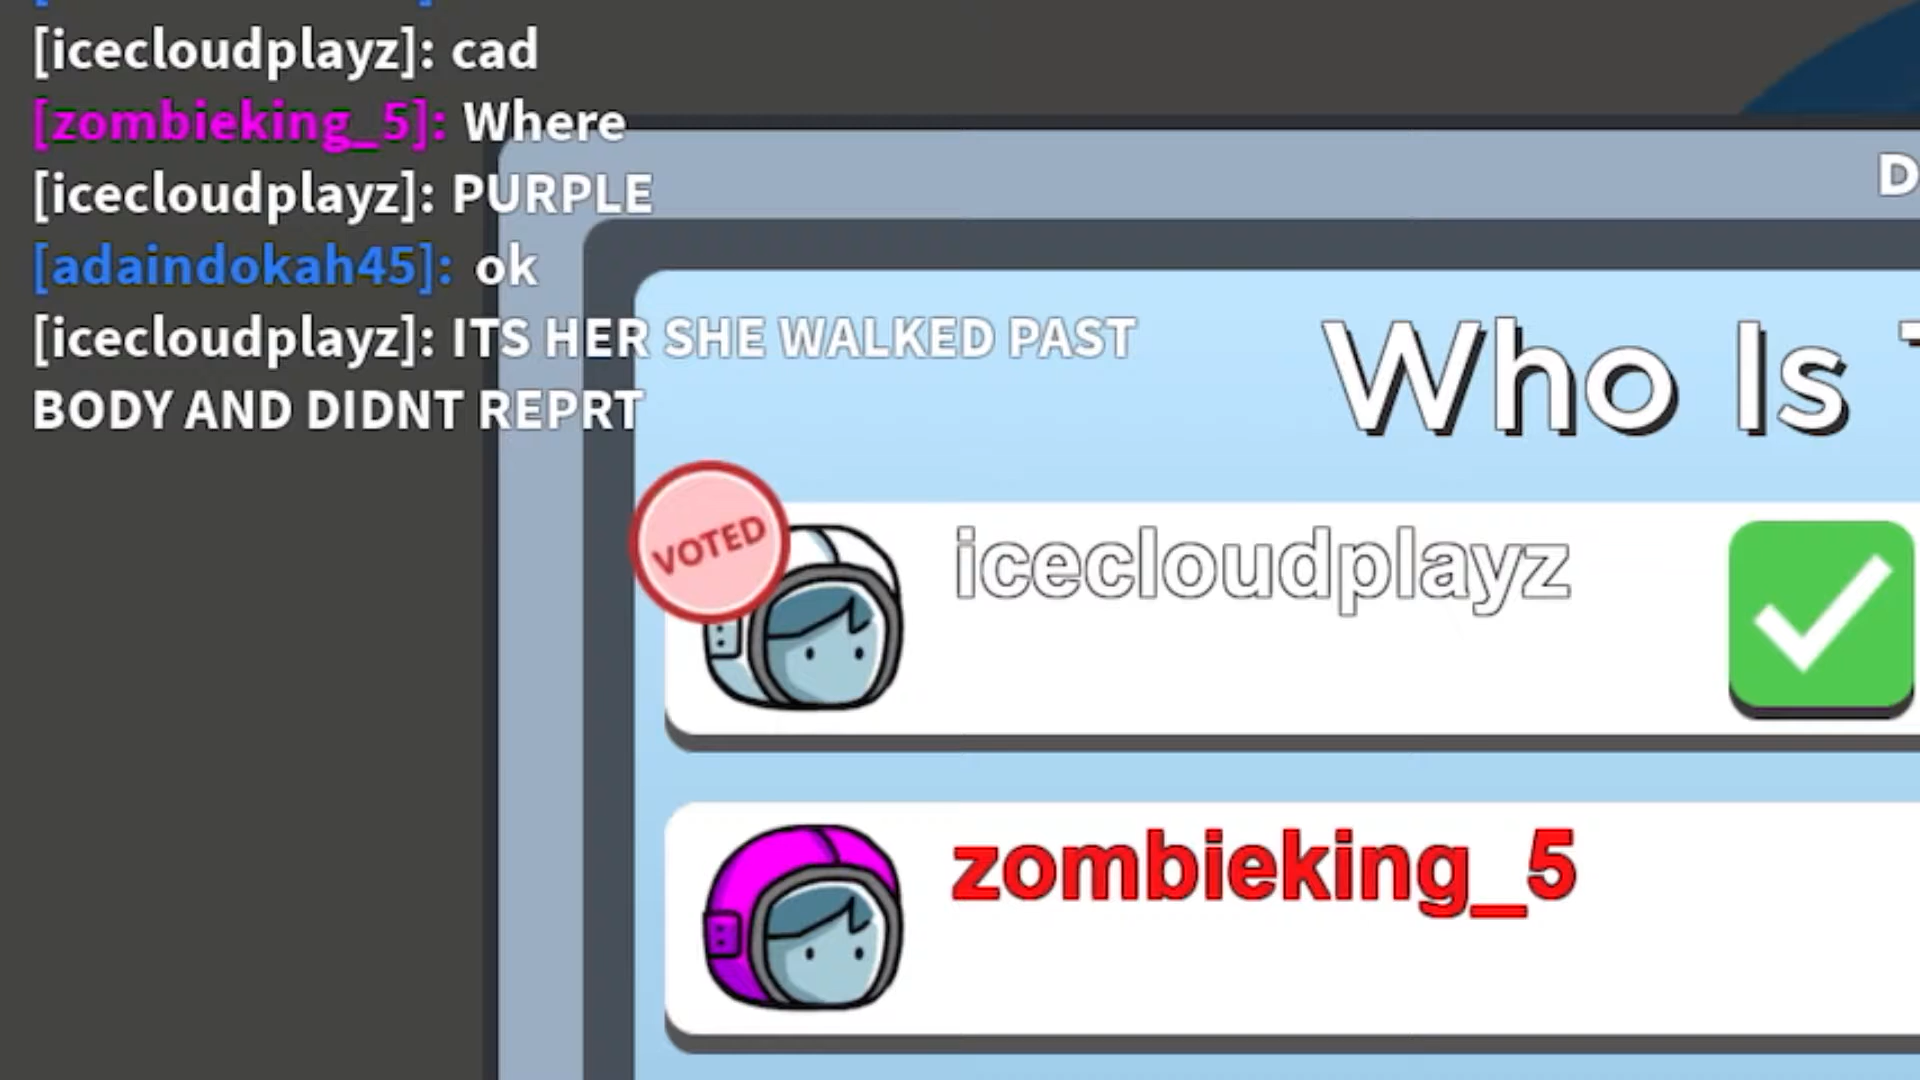 [icecloudplayz]: cad
[zombieking_5]: Where
[icecloudplayz]: PURPLE
[adaindokah45]: ok
[icecloudplayz]: ITS HER SHE WALKED PAST
BODY AND DIDNT REPRT
D
Who Is
VOTED
icecloudplayz
zombieking_5